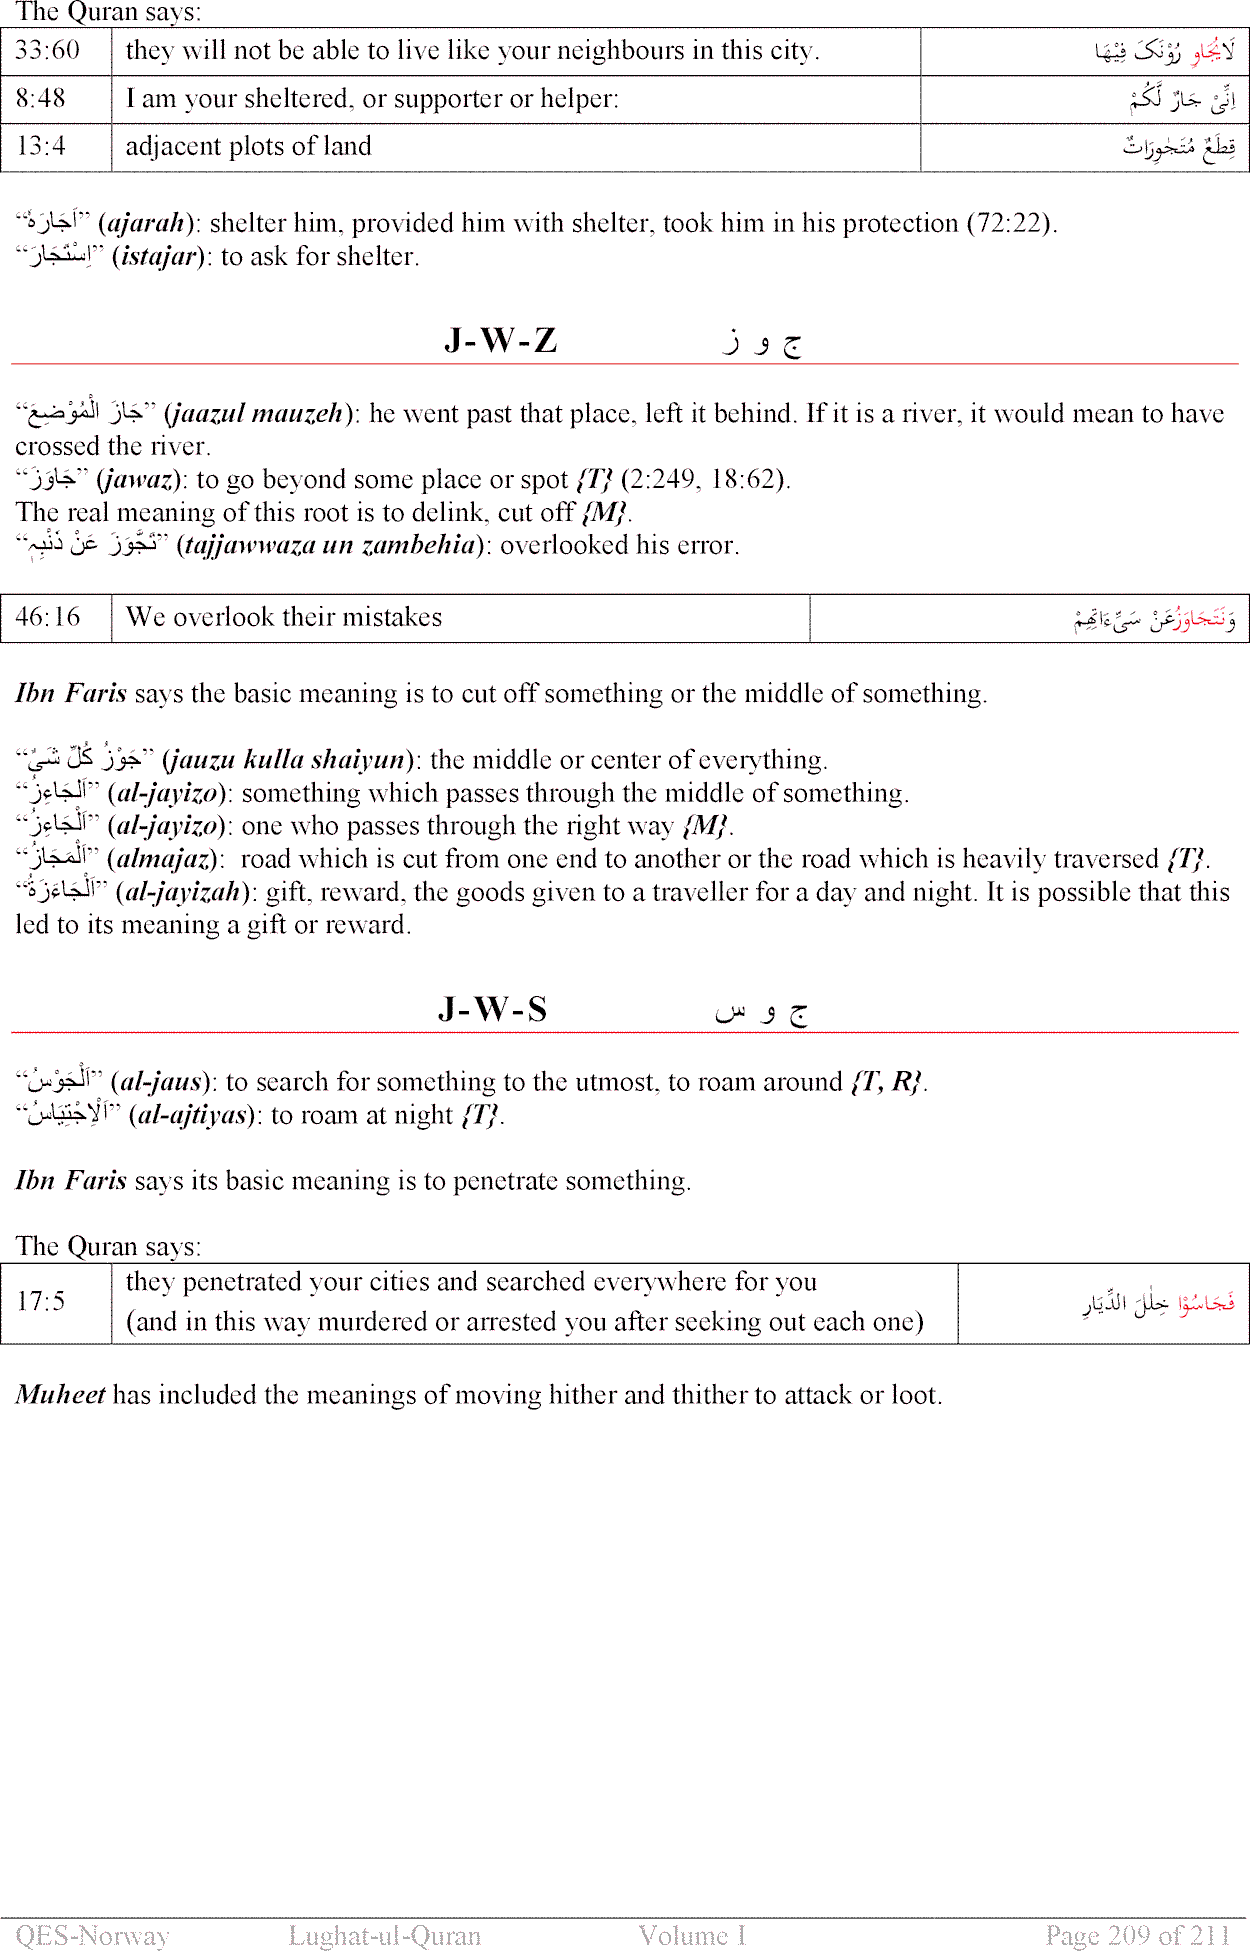 The Quran says:
33:60 they will not be able to live like your neighbours in this city. لَا يُجَاوِ رُوْنَکَ فِيْهَا
8:48 I am your sheltered, or supporter or helper: اِنِّیْ جَارٌ لَّکُمْ
13:4 adjacent plots of land قِطَعٌ مُتَجٰوِرَاتٌ
“اَجَارَہٗ” (ajarah): shelter him, provided him with shelter, took him in his protection (72:22).
“اِسْتَجَارَ” (istajar): to ask for shelter.
J-W-Z ج و ز
“جَازَ الْمَوْضِعَ” (jaazul mauzeh): he went past that place, left it behind. If it is a river, it would mean to have
crossed the river.
“جَاوَزَ” (jawaz): to go beyond some place or spot {T} (2:249, 18:62).
The real meaning of this root is to delink, cut off {M}.
“تَجَّوَزَ عَنْ ذَنْبِہٖ” (tajjawwaza un zambehia): overlooked his error.
46:16 We overlook their mistakes وَنَتَجَاوَزُ عَنْ سَیِّءَاتِهِمْ
Ibn Faris says the basic meaning is to cut off something or the middle of something.
“جَوْزُ کُلِّ شَیٍْ” (jauzu kulla shaiyun): the middle or center of everything.
“اَلْجَاءِزُ” (al-jayizo): something which passes through the middle of something.
“اَلْجَاءِزُ” (al-jayizo): one who passes through the right way {M}.
“اَلْمَجَازُ” (almajaz): road which is cut from one end to another or the road which is heavily traversed {T}.
“اَلْجَاءَزَۃُ” (al-jayizah): gift, reward, the goods given to a traveller for a day and night. It is possible that this
led to its meaning a gift or reward.
J-W-S ج و س
“اَلْجَوْسُ” (al-jaus): to search for something to the utmost, to roam around {T, R}.
“اَلْاِجْتِيَاسُ” (al-ajtiyas): to roam at night {T}.
Ibn Faris says its basic meaning is to penetrate something.
The Quran says:
17:5 they penetrated your cities and searched everywhere for you
(and in this way murdered or arrested you after seeking out each one) فَجَاسُوْا خِلٰلَ الدِّيَارِ
Muheet has included the meanings of moving hither and thither to attack or loot.
QES-Norway Lughat-ul-Quran Volume I Page 209 of 211